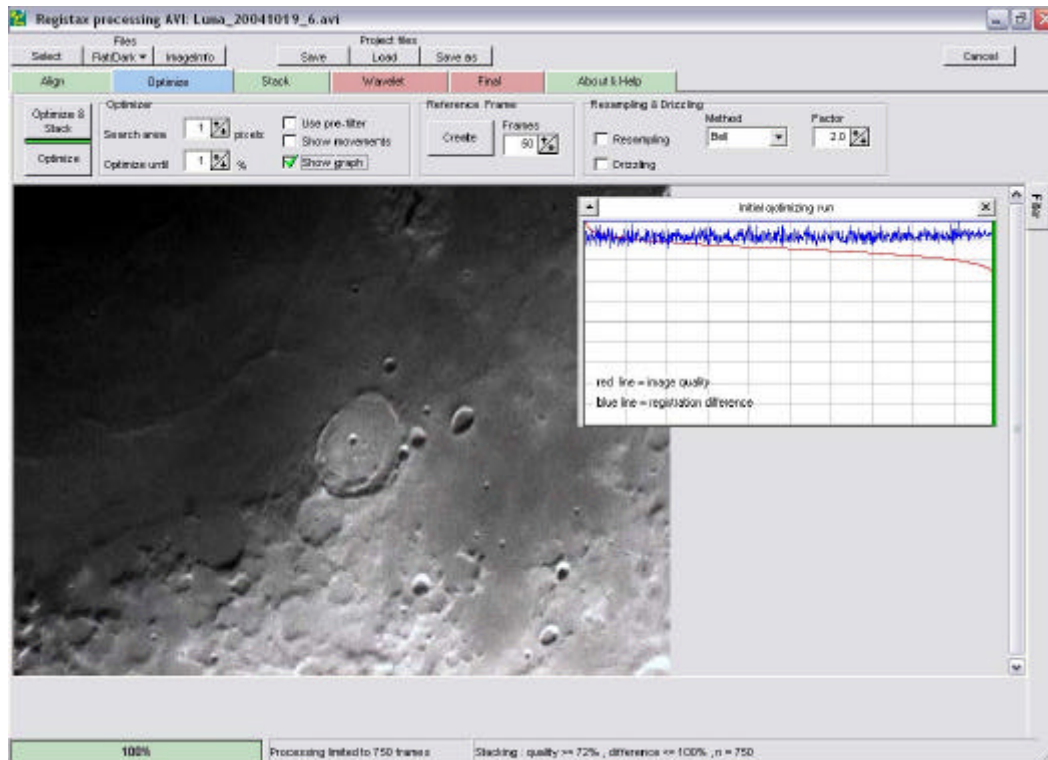 Registax processing AVI: Luna_20041019_6.avi
Files Project files
Select Flat/Dark ImageInfo Save Load Save as Cancel
Align Optimize Stack Wavelet Final About & Help
Optimize & Stack
Optimize
Optimizer
Search area 1 pixels
Optimize until 1 %
Use pre-filter
Show movements
Show graph
Reference Frame
Create
Frames
50
Resampling & Drizzling
Resampling
Drizzling
Method
Bell
Factor
2.0
Filter
Initial optimizing run
red line = image quality
blue line = registration difference
100% Processing limited to 750 frames Stacking : quality >= 72% , difference <= 100% , n = 750